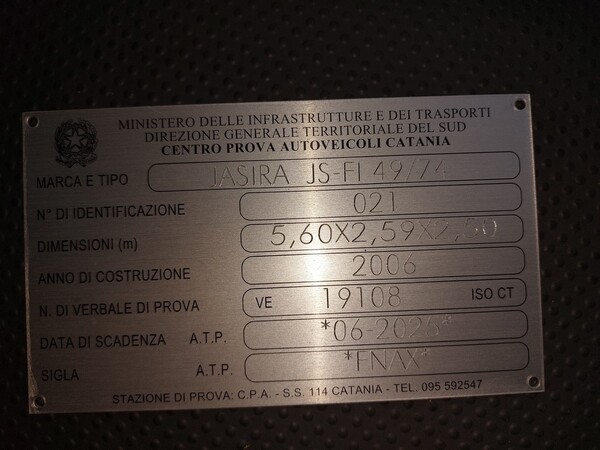 MINISTERO DELLE INFRASTRUTTURE E DEI TRASPORTI
DIREZIONE GENERALE TERRITORIALE DEL SUD
CENTRO PROVA AUTOVEICOLI CATANIA
MARCA E TIPO JASIRA JS-FI 49/74
N° DI IDENTIFICAZIONE 021
DIMENSIONI (m) 5,60X2,59X2,50
ANNO DI COSTRUZIONE 2006
N. DI VERBALE DI PROVA VE 19108 ISO CT
DATA DI SCADENZA A.T.P.
SIGLA A.T.P. *FNAX*
STAZIONE DI PROVA: C.P.A. - S.S. 114 CATANIA - TEL. 095 592547